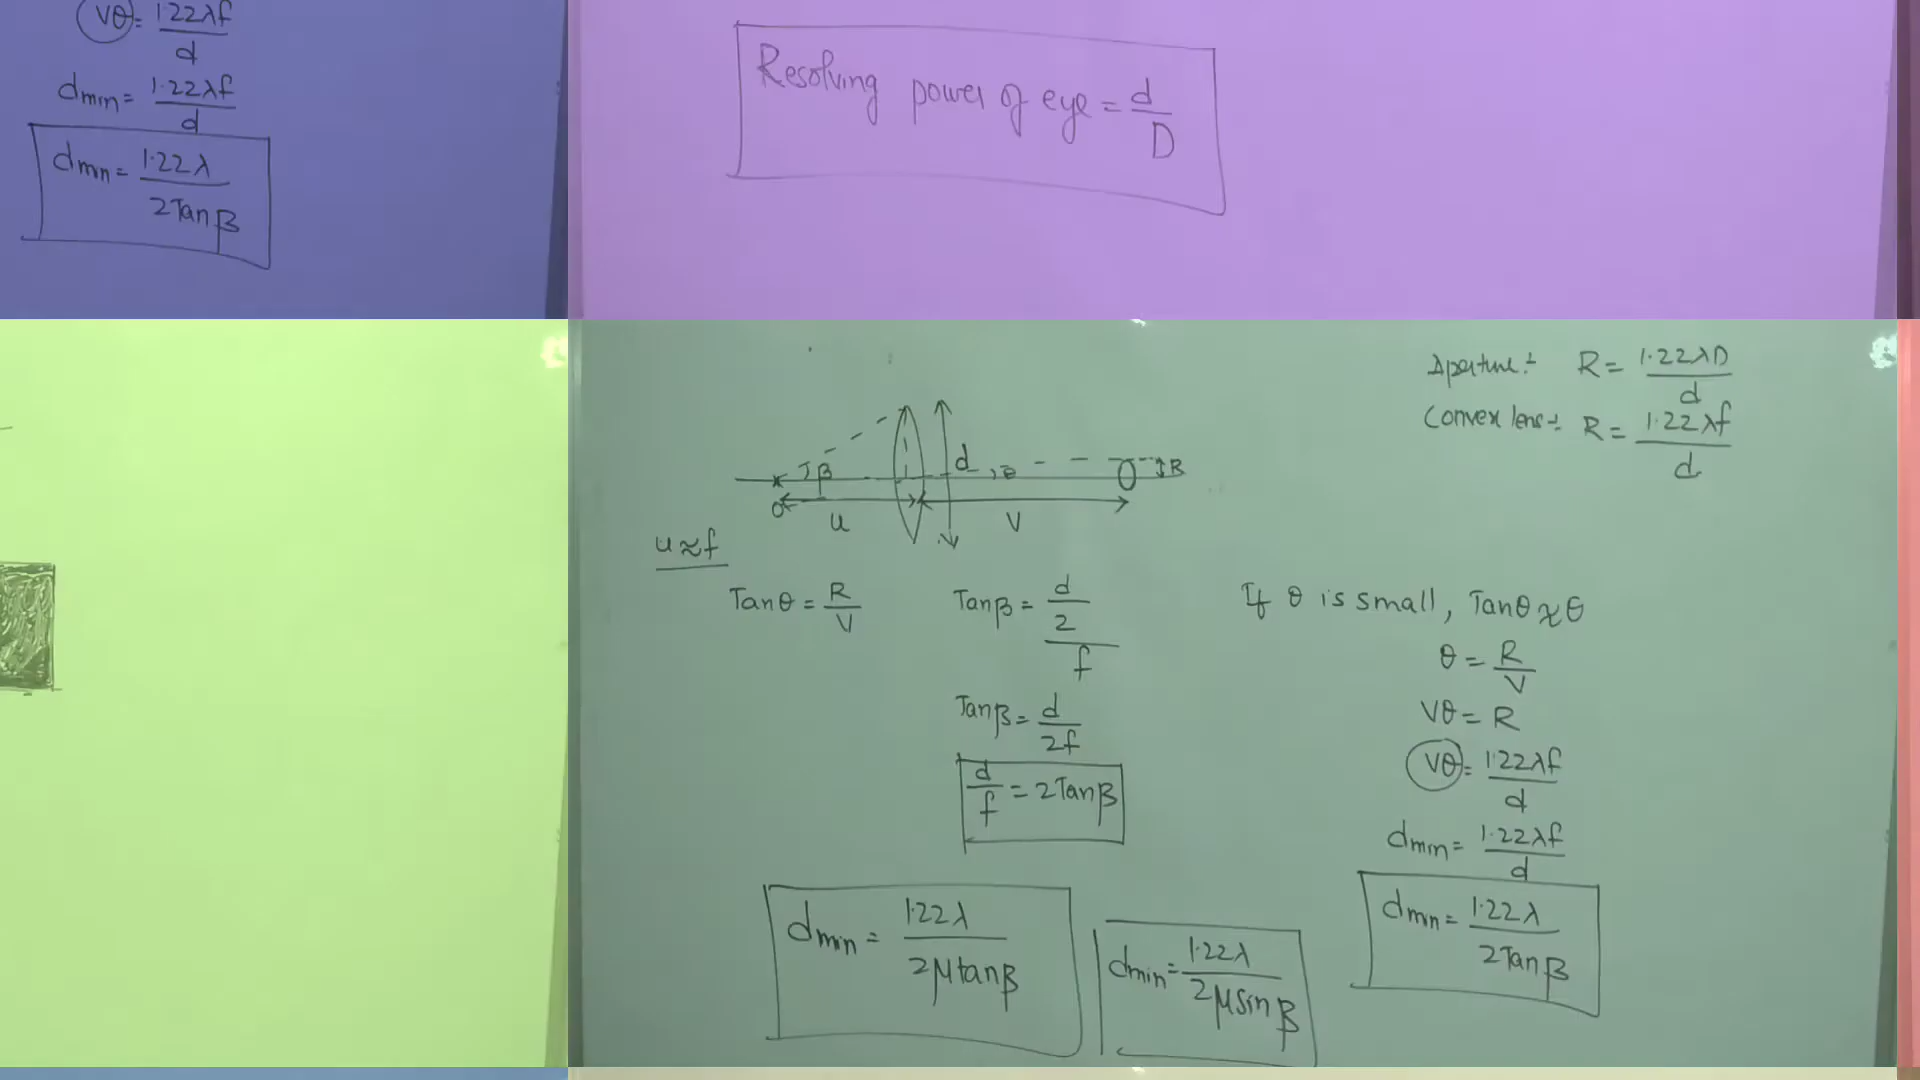 Vθ = 1.22λf / d
dmin = 1.22λf / d
dmin = 1.22λ / 2Tanβ
Resolving power of eye = d / D
Aperture:- R = 1.22λD / d
Convex lens:- R = 1.22λf / d
β
d
θ
R
O
u
V
u≈f
Tanθ = R / V
Tanβ = d / 2 / f
Tanβ = d / 2f
d / f = 2Tanβ
If θ is small, Tanθ≈θ
θ = R / V
Vθ = R
Vθ = 1.22λf / d
dmin = 1.22λf / d
dmin = 1.22λ / 2Tanβ
dmin = 1.22λ / 2μtanβ
dmin = 1.22λ / 2μSinβ